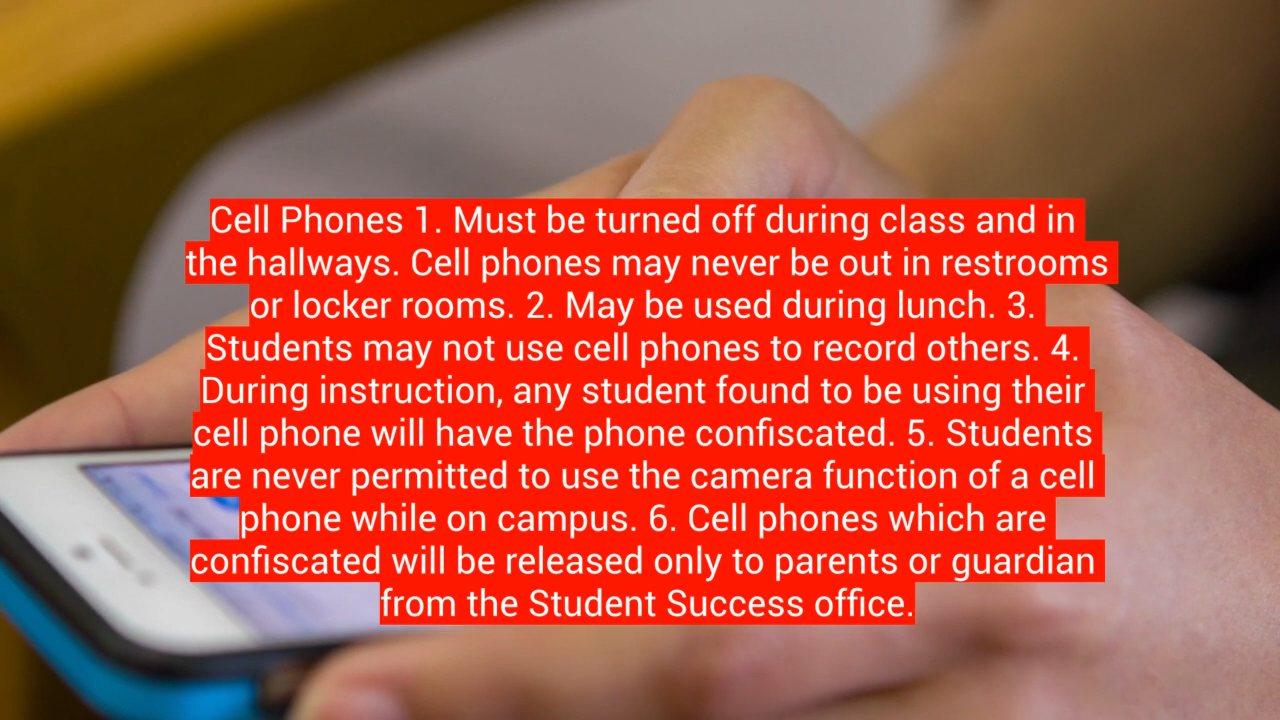 Cell Phones 1. Must be turned off during class and in
the hallways. Cell phones may never be out in restrooms
or locker rooms. 2. May be used during lunch. 3.
Students may not use cell phones to record others. 4.
During instruction, any student found to be using their
cell phone will have the phone confiscated. 5. Students
are never permitted to use the camera function of a cell
phone while on campus. 6. Cell phones which are
confiscated will be released only to parents or guardian
from the Student Success office.